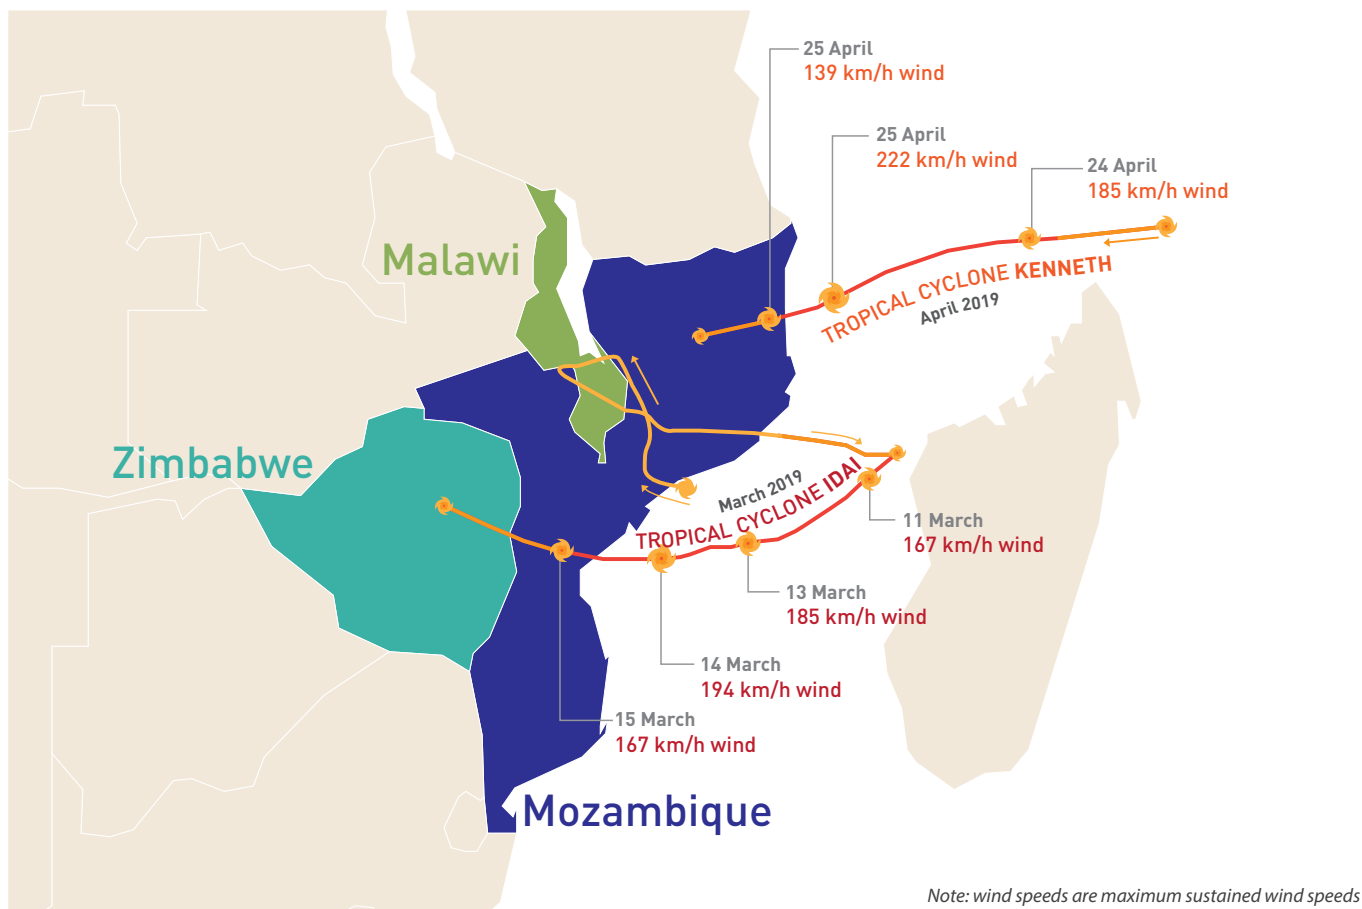 25 April
139 km/h wind
25 April
222 km/h wind
24 April
185 km/h wind
Malawi
TROPICAL CYCLONE KENNETH
April 2019
Zimbabwe
March 2019
TROPICAL CYCLONE IDAI
11 March
167 km/h wind
13 March
185 km/h wind
14 March
194 km/h wind
15 March
167 km/h wind
Mozambique
Note: wind speeds are maximum sustained wind speeds